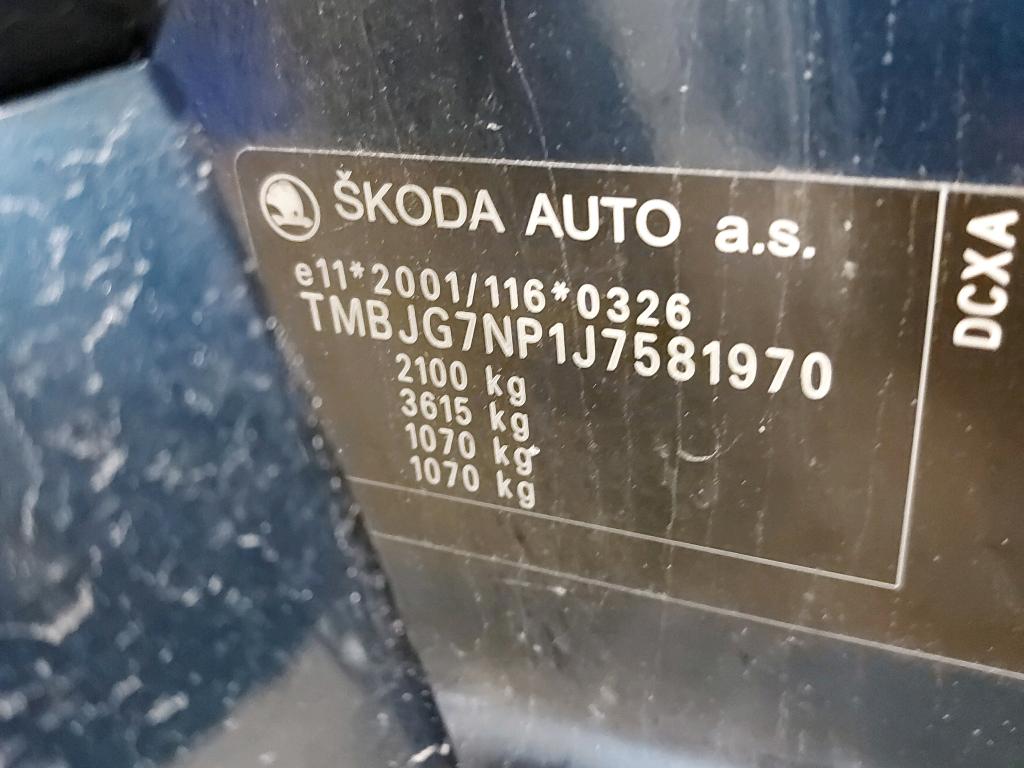 ŠKODA AUTO a.s.
e11*2001/116*0326
TMBJG7NP1J7581970
2100 kg
3615 kg
1070 kg
1070 kg
DCXA